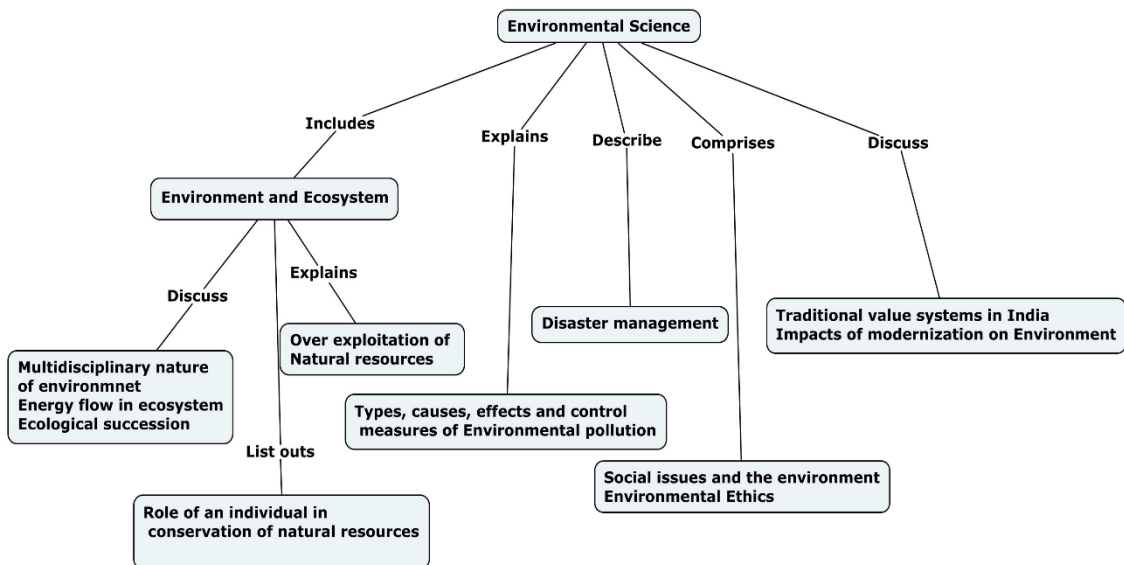 Environmental Science
Includes
Explains
Describe
Comprises
Discuss
Environment and Ecosystem
Explains
Discuss
Traditional value systems in India
Impacts of modernization on Environment
Disaster management
Over exploitation of
Natural resources
Multidisciplinary nature
of environmnet
Energy flow in ecosystem
Ecological succession
Types, causes, effects and control
measures of Environmental pollution
List outs
Social issues and the environment
Environmental Ethics
Role of an individual in
conservation of natural resources